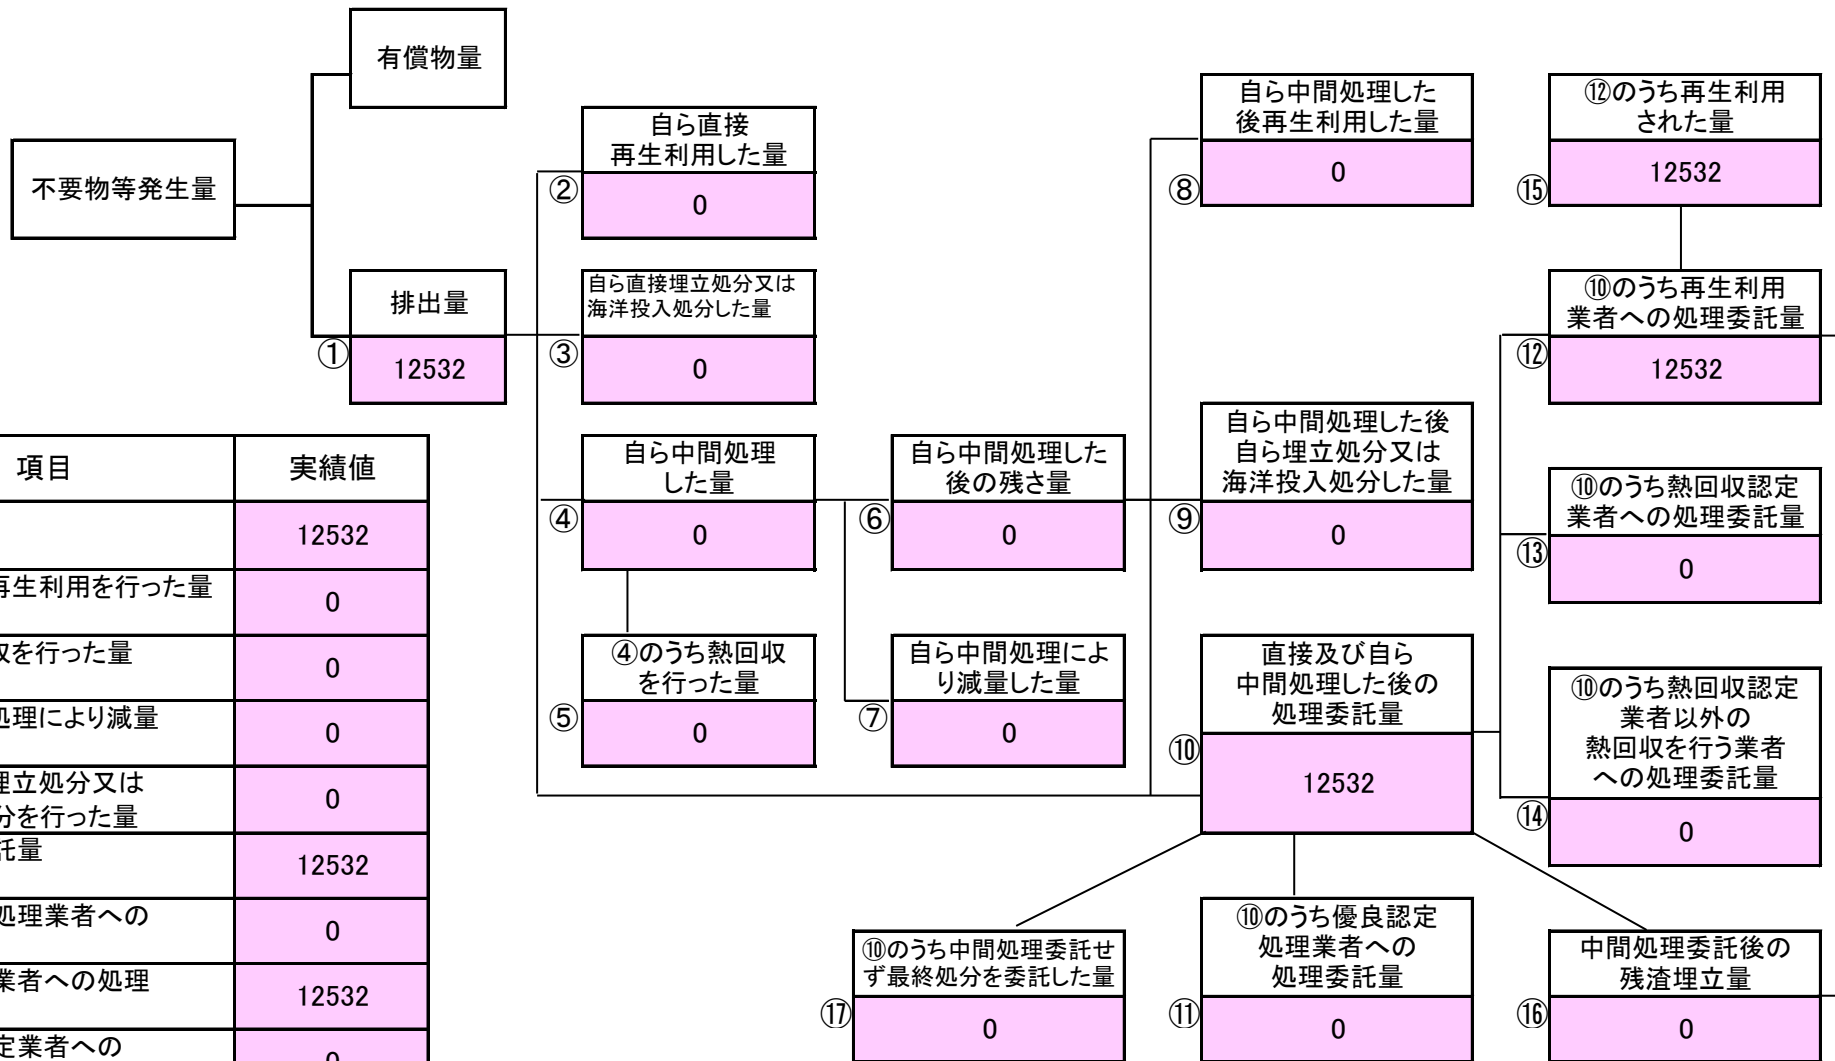 有償物量
不要物等発生量
排出量
①
12532
自ら直接
再生利用した量
②
0
自ら直接埋立処分又は
海洋投入処分した量
③
0
自ら中間処理
した量
④
0
④のうち熱回収
を行った量
⑤
0
自ら中間処理した
後の残さ量
⑥
0
自ら中間処理によ
り減量した量
⑦
0
自ら中間処理した
後再生利用した量
⑧
0
自ら中間処理した後
自ら埋立処分又は
海洋投入処分した量
⑨
0
直接及び自ら
中間処理した後の
処理委託量
⑩
12532
⑫のうち再生利用
された量
⑮
12532
⑩のうち再生利用
業者への処理委託量
⑫
12532
⑩のうち熱回収認定
業者への処理委託量
⑬
0
⑩のうち熱回収認定
業者以外の
熱回収を行う業者
への処理委託量
⑭
0
⑩のうち中間処理委託せ
ず最終処分を委託した量
⑰
0
⑩のうち優良認定
処理業者への
処理委託量
⑪
0
中間処理委託後の
残渣埋立量
⑯
0
項目 実績値
12532
再生利用を行った量 0
を行った量 0
処理により減量 0
埋立処分又は
分を行った量 0
託量 12532
処理業者への 0
業者への処理 12532
定業者への 0